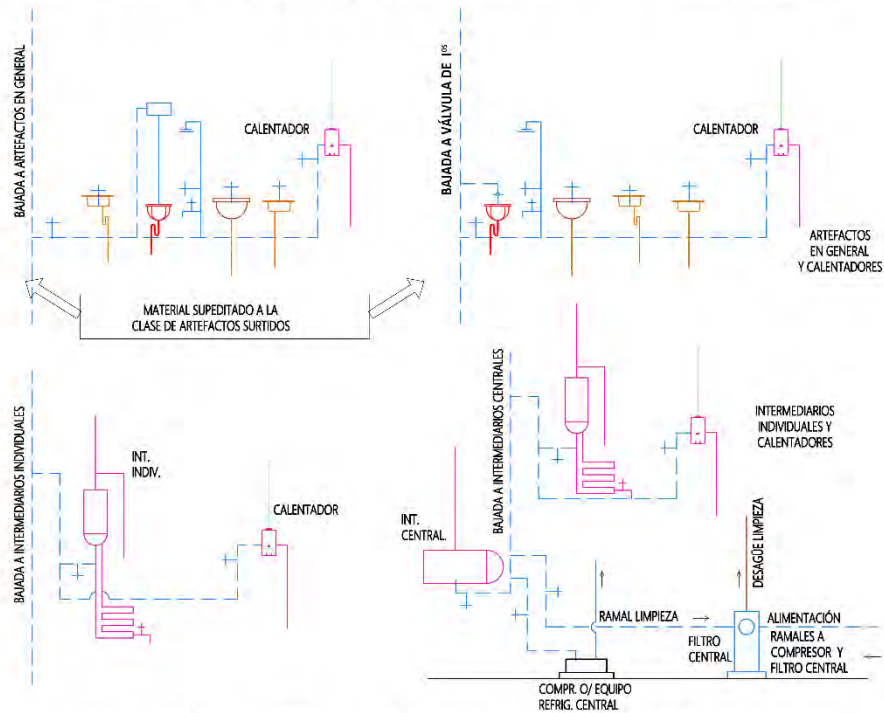 BAJADA A ARTEFACTOS EN GENERAL
CALENTADOR
MATERIAL SUPEDITADO A LA
CLASE DE ARTEFACTOS SURTIDOS
BAJADA A VÁLVULA DE Iᵒˢ
CALENTADOR
ARTEFACTOS
EN GENERAL
Y CALENTADORES
BAJADA A INTERMEDIARIOS INDIVIDUALES
INT.
INDIV.
CALENTADOR
BAJADA A INTERMEDIARIOS CENTRALES
INTERMEDIARIOS
INDIVIDUALES Y
CALENTADORES
INT.
CENTRAL.
RAMAL LIMPIEZA
DESAGÜE LIMPIEZA
FILTRO
CENTRAL
ALIMENTACIÓN
RAMALES A
COMPRESOR Y
FILTRO CENTRAL
COMPR. O/ EQUIPO
REFRIG. CENTRAL